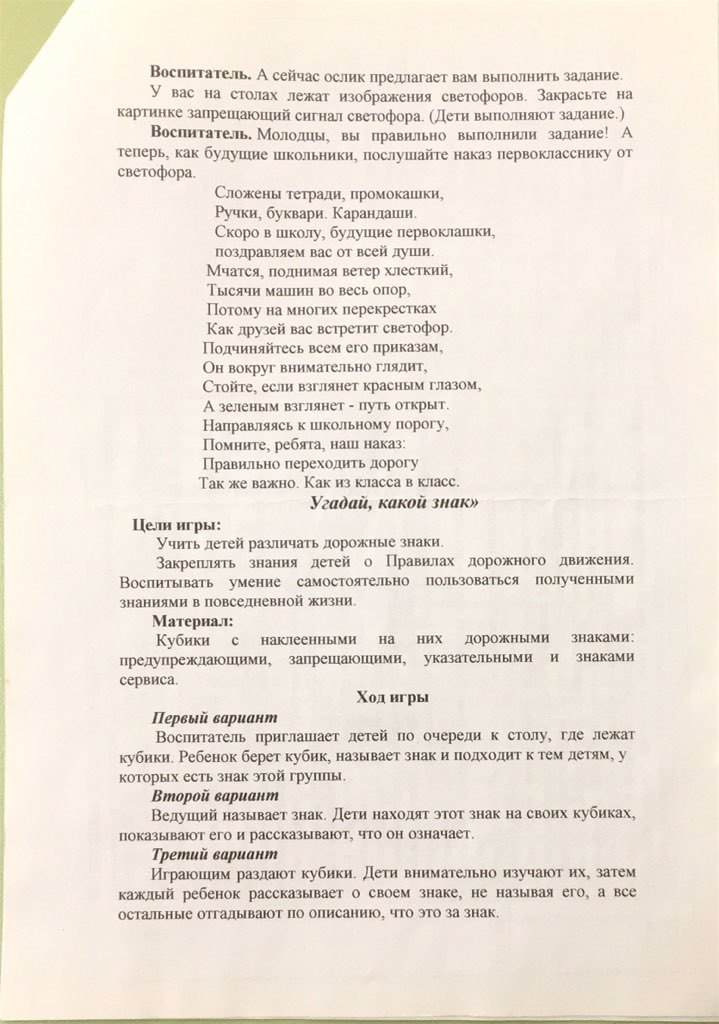 Воспитатель. А сейчас ослик предлагает вам выполнить задание.
У вас на столах лежат изображения светофоров. Закрасьте на
картинке запрещающий сигнал светофора. (Дети выполняют задание.)
Воспитатель. Молодцы, вы правильно выполнили задание! А
теперь, как будущие школьники, послушайте наказ первокласснику от
светофора.
Сложены тетради, промокашки,
Ручки, буквари. Карандаши.
Скоро в школу, будущие первоклашки,
поздравляем вас от всей души.
Мчатся, поднимая ветер хлесткий,
Тысячи машин во весь опор,
Потому на многих перекрестках
Как друзей вас встретит светофор.
Подчиняйтесь всем его приказам,
Он вокруг внимательно глядит,
Стойте, если взглянет красным глазом,
А зеленым взглянет - путь открыт.
Направляясь к школьному порогу,
Помните, ребята, наш наказ:
Правильно переходить дорогу
Так же важно. Как из класса в класс.
Угадай, какой знак»
Цели игры:
Учить детей различать дорожные знаки.
Закреплять знания детей о Правилах дорожного движения.
Воспитывать умение самостоятельно пользоваться полученными
знаниями в повседневной жизни.
Материал:
Кубики с наклеенными на них дорожными знаками:
предупреждающими, запрещающими, указательными и знаками
сервиса.
Ход игры
Первый вариант
Воспитатель приглашает детей по очереди к столу, где лежат
кубики. Ребенок берет кубик, называет знак и подходит к тем детям, у
которых есть знак этой группы.
Второй вариант
Ведущий называет знак. Дети находят этот знак на своих кубиках,
показывают его и рассказывают, что он означает.
Третий вариант
Играющим раздают кубики. Дети внимательно изучают их, затем
каждый ребенок рассказывает о своем знаке, не называя его, а все
остальные отгадывают по описанию, что это за знак.